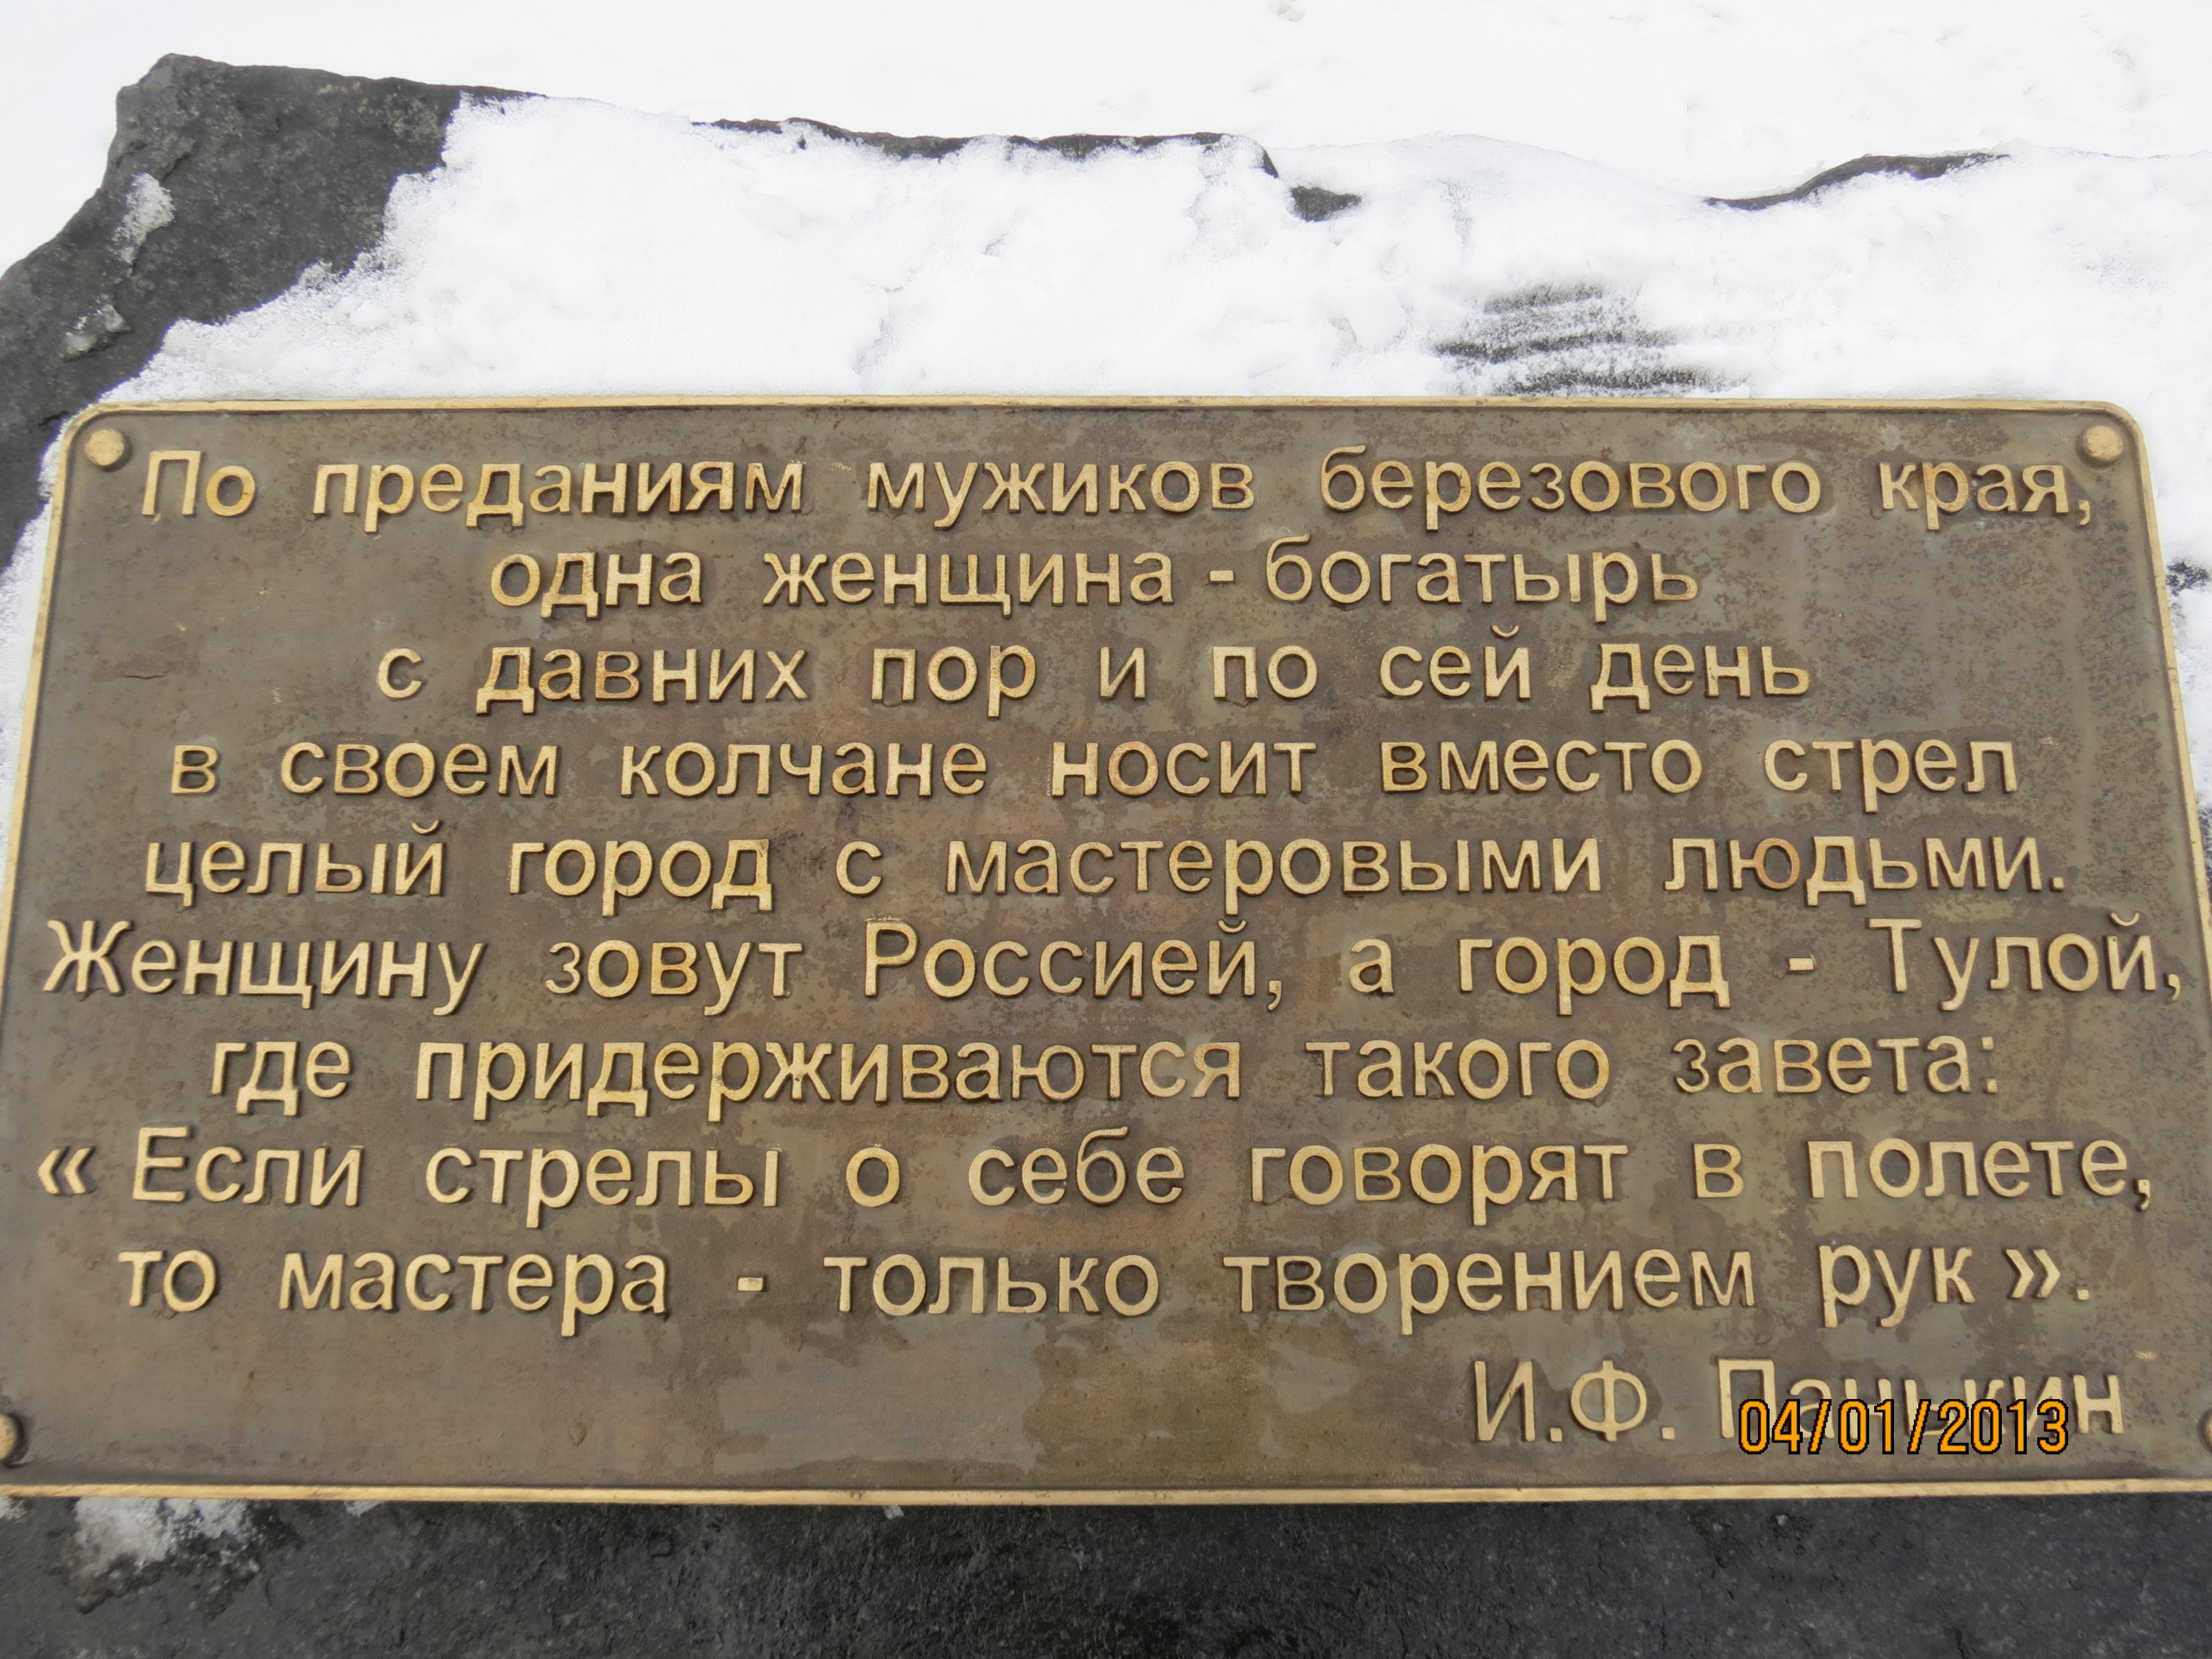 По преданиям мужиков березового края,
одна женщина - богатырь
с давних пор и по сей день
в своем колчане носит вместо стрел
целый город с мастеровыми людьми.
Женщину зовут Россией, а город - Тулой,
где придерживаются такого завета:
« Если стрелы о себе говорят в полете,
то мастера - только творением рук ».
И.Ф. Панькин
04/01/2013